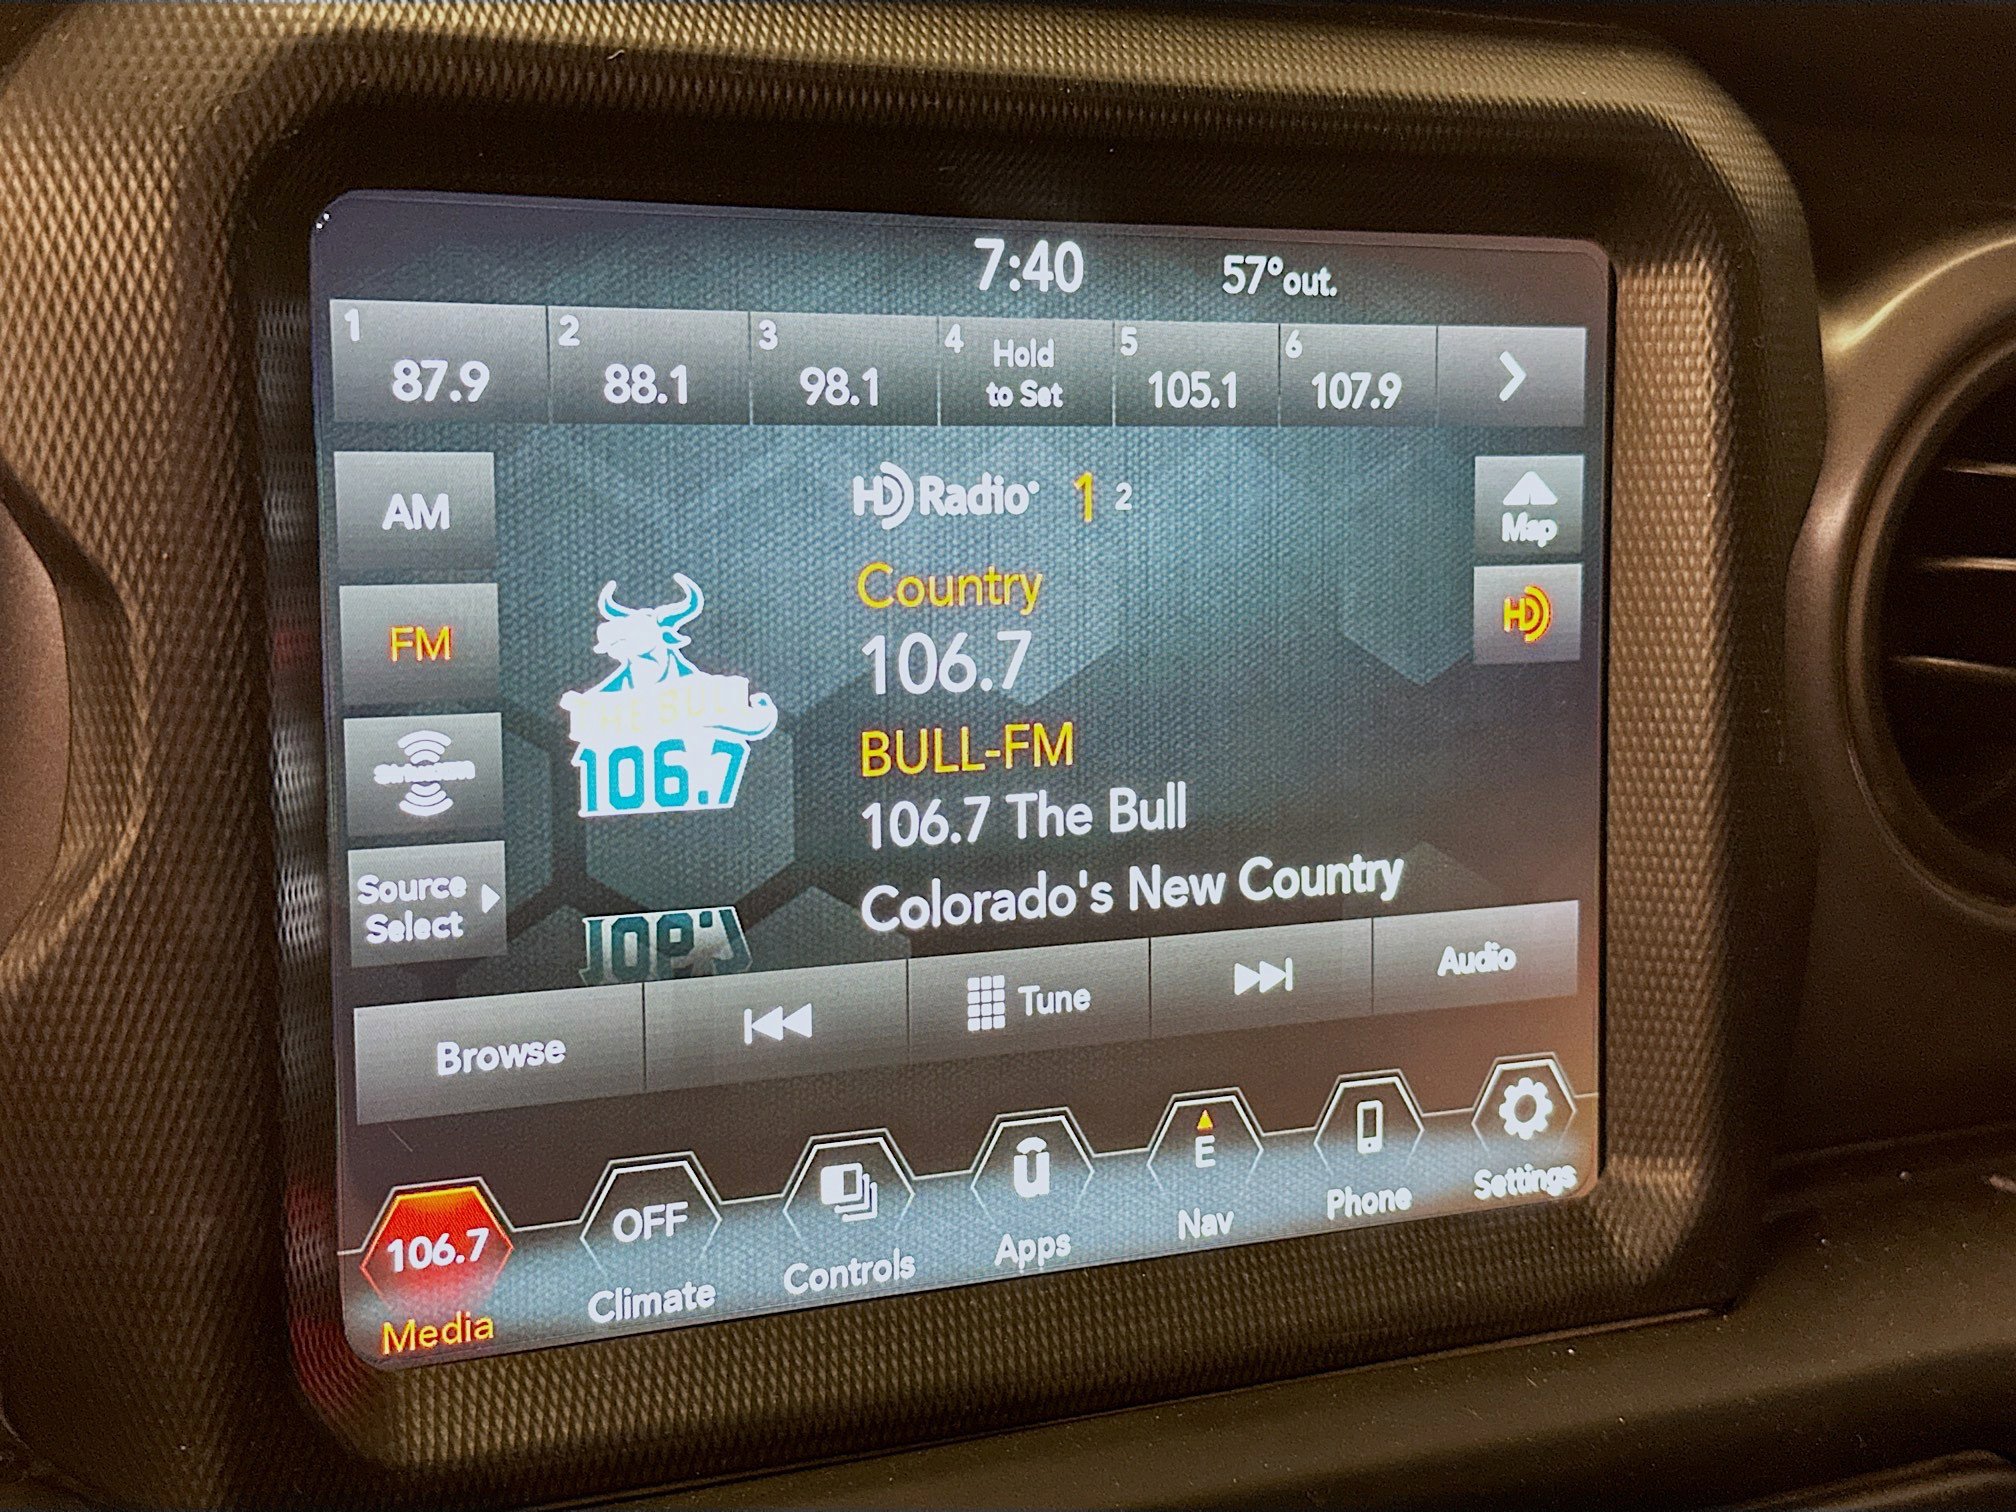 7:40 57°out.
1 2 3 4 5 6
87.9 88.1 98.1 Hold to Set 105.1 107.9
AM
HD Radio 1 2
Map
Country
HD
FM
106.7
THE BULL
106.7
BULL-FM
106.7 The Bull
Colorado's New Country
Source
Select
Browse Tune Audio
106.7 OFF E
Media Climate Controls Apps Nav Phone Settings